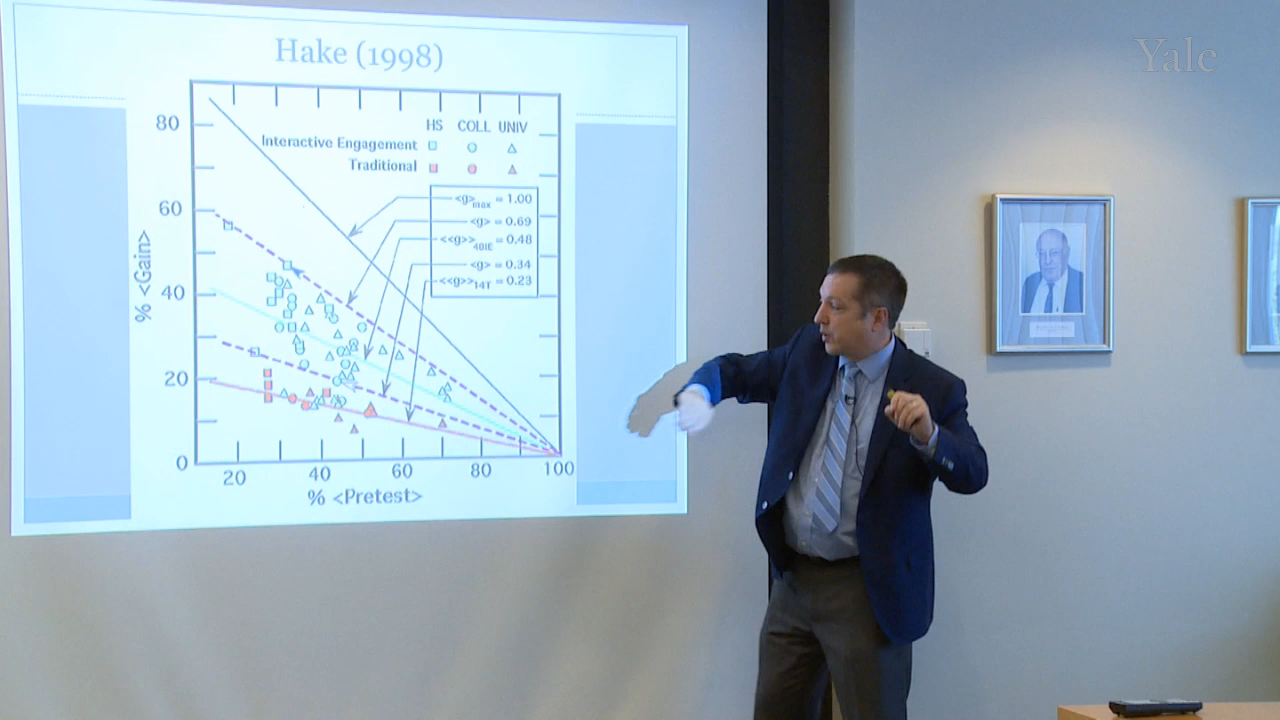 Hake (1998)
HS COLL UNIV
Interactive Engagement
Traditional
<g>max = 1.00
<g> = 0.69
<<g>>48IE = 0.48
<g> = 0.34
<<g>>14T = 0.23
% <Gain>
80
60
40
20
0
20 40 60 80 100
% <Pretest>
Yale